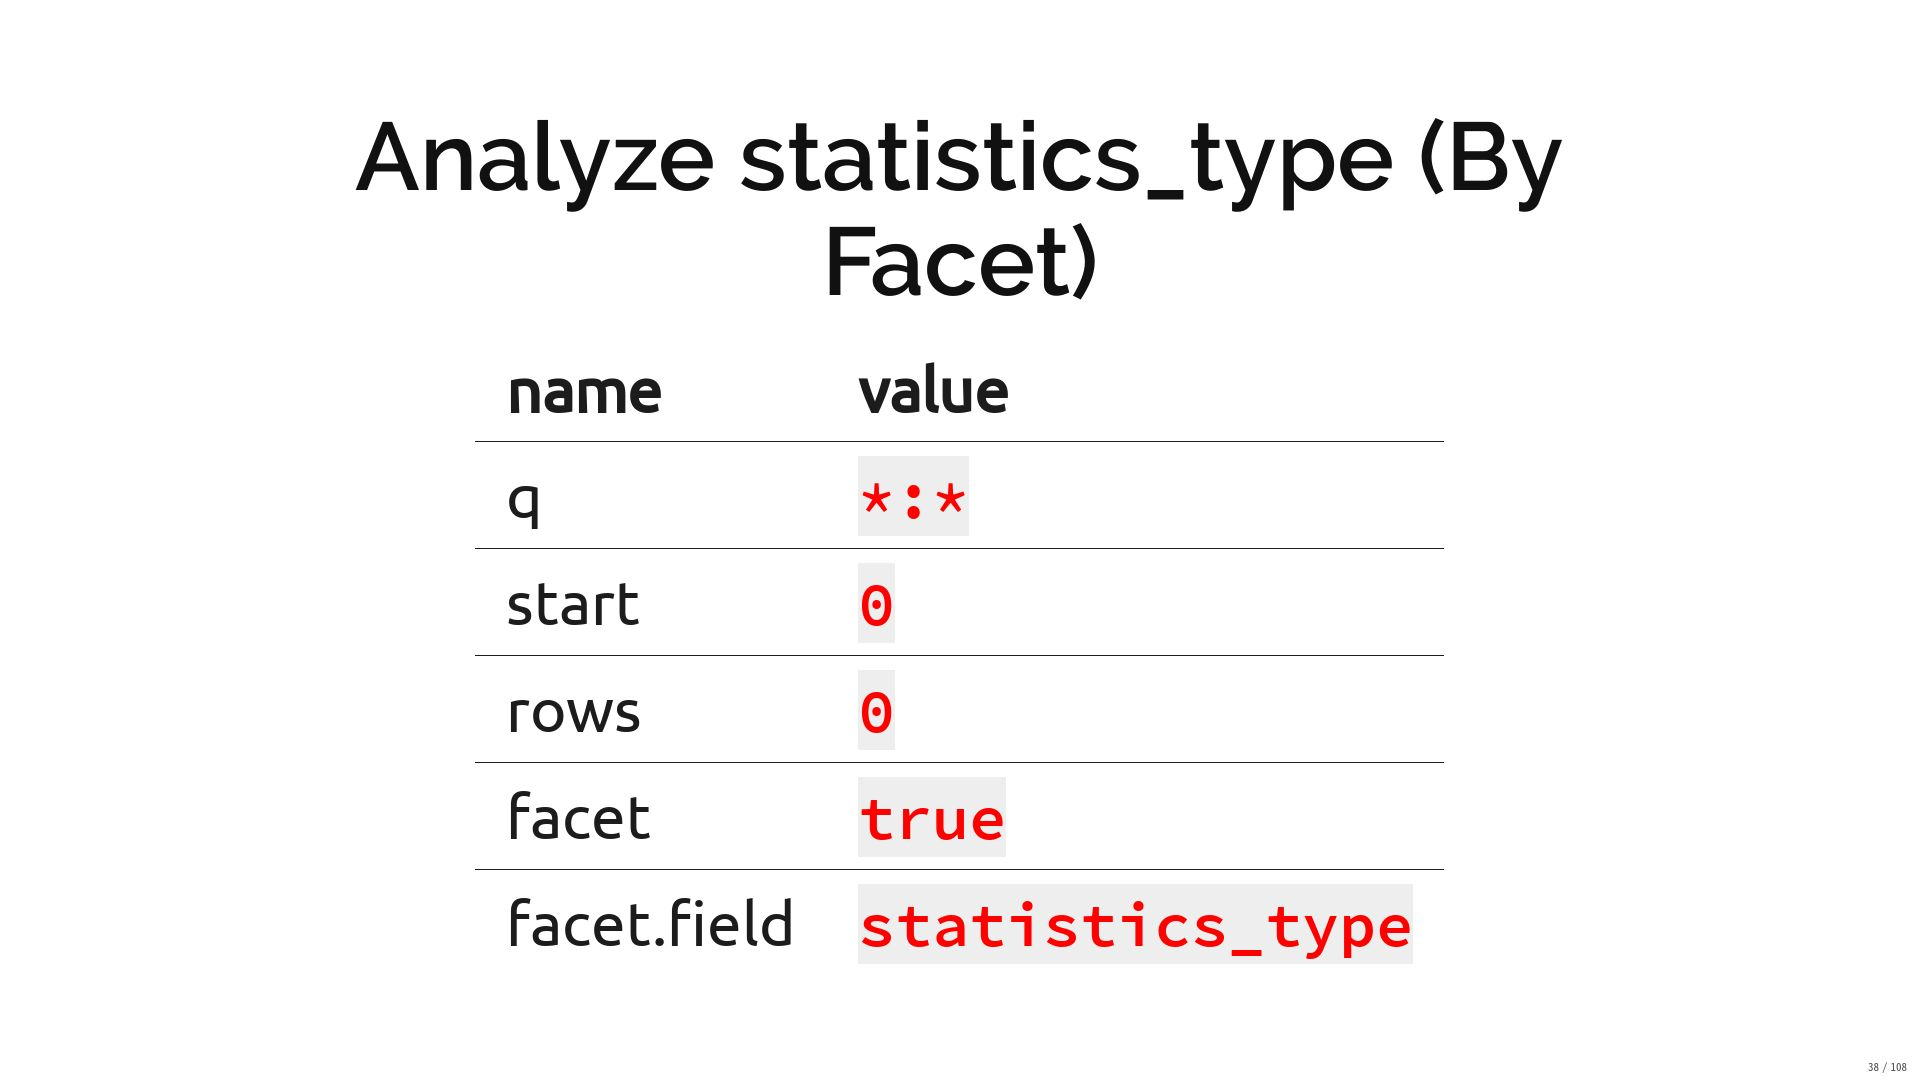 Analyze statistics_type (By
Facet)
name value
q *:*
start 0
rows 0
facet true
facet.field statistics_type
38 / 108